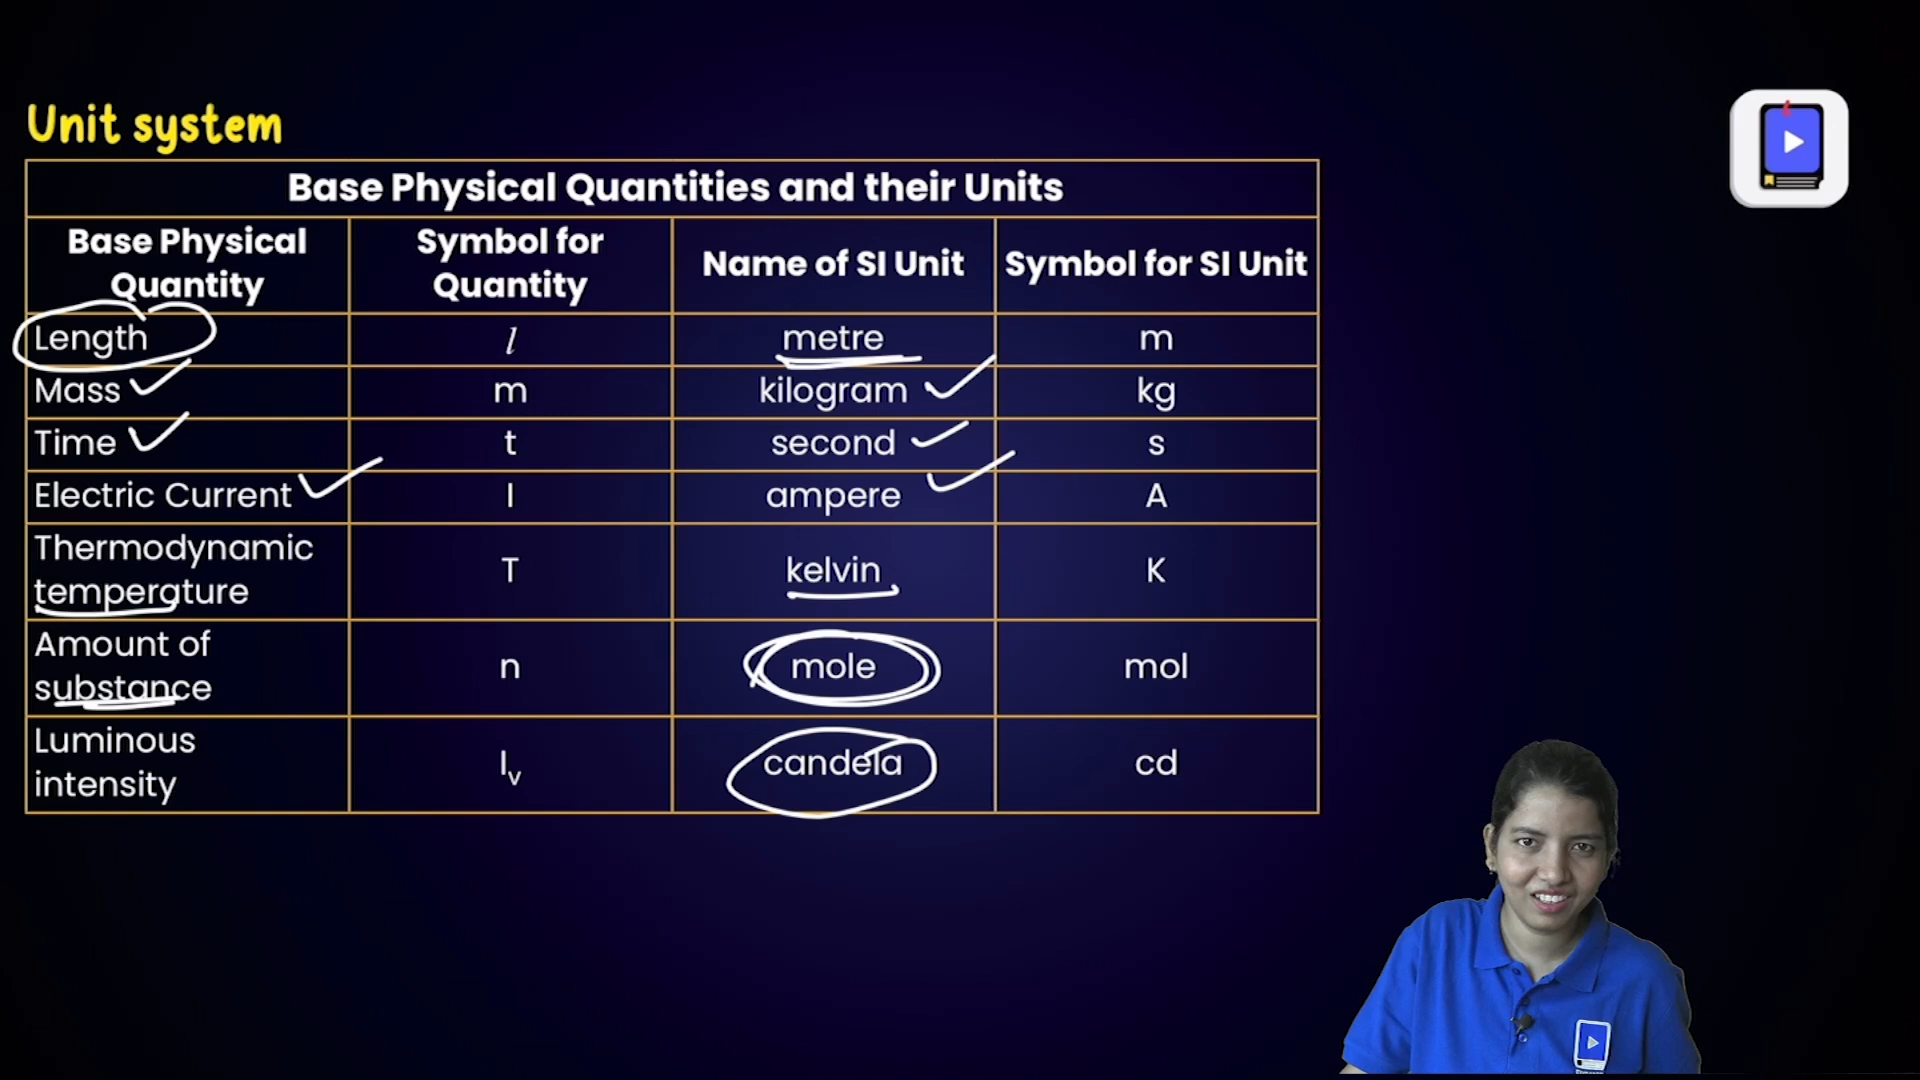 Unit system
Base Physical Quantities and their Units
Base Physical Quantity
Symbol for Quantity
Name of SI Unit
Symbol for SI Unit
Length l metre m
Mass m kilogram kg
Time t second s
Electric Current I ampere A
Thermodynamic temperature T kelvin K
Amount of substance n mole mol
Luminous intensity Iv candela cd